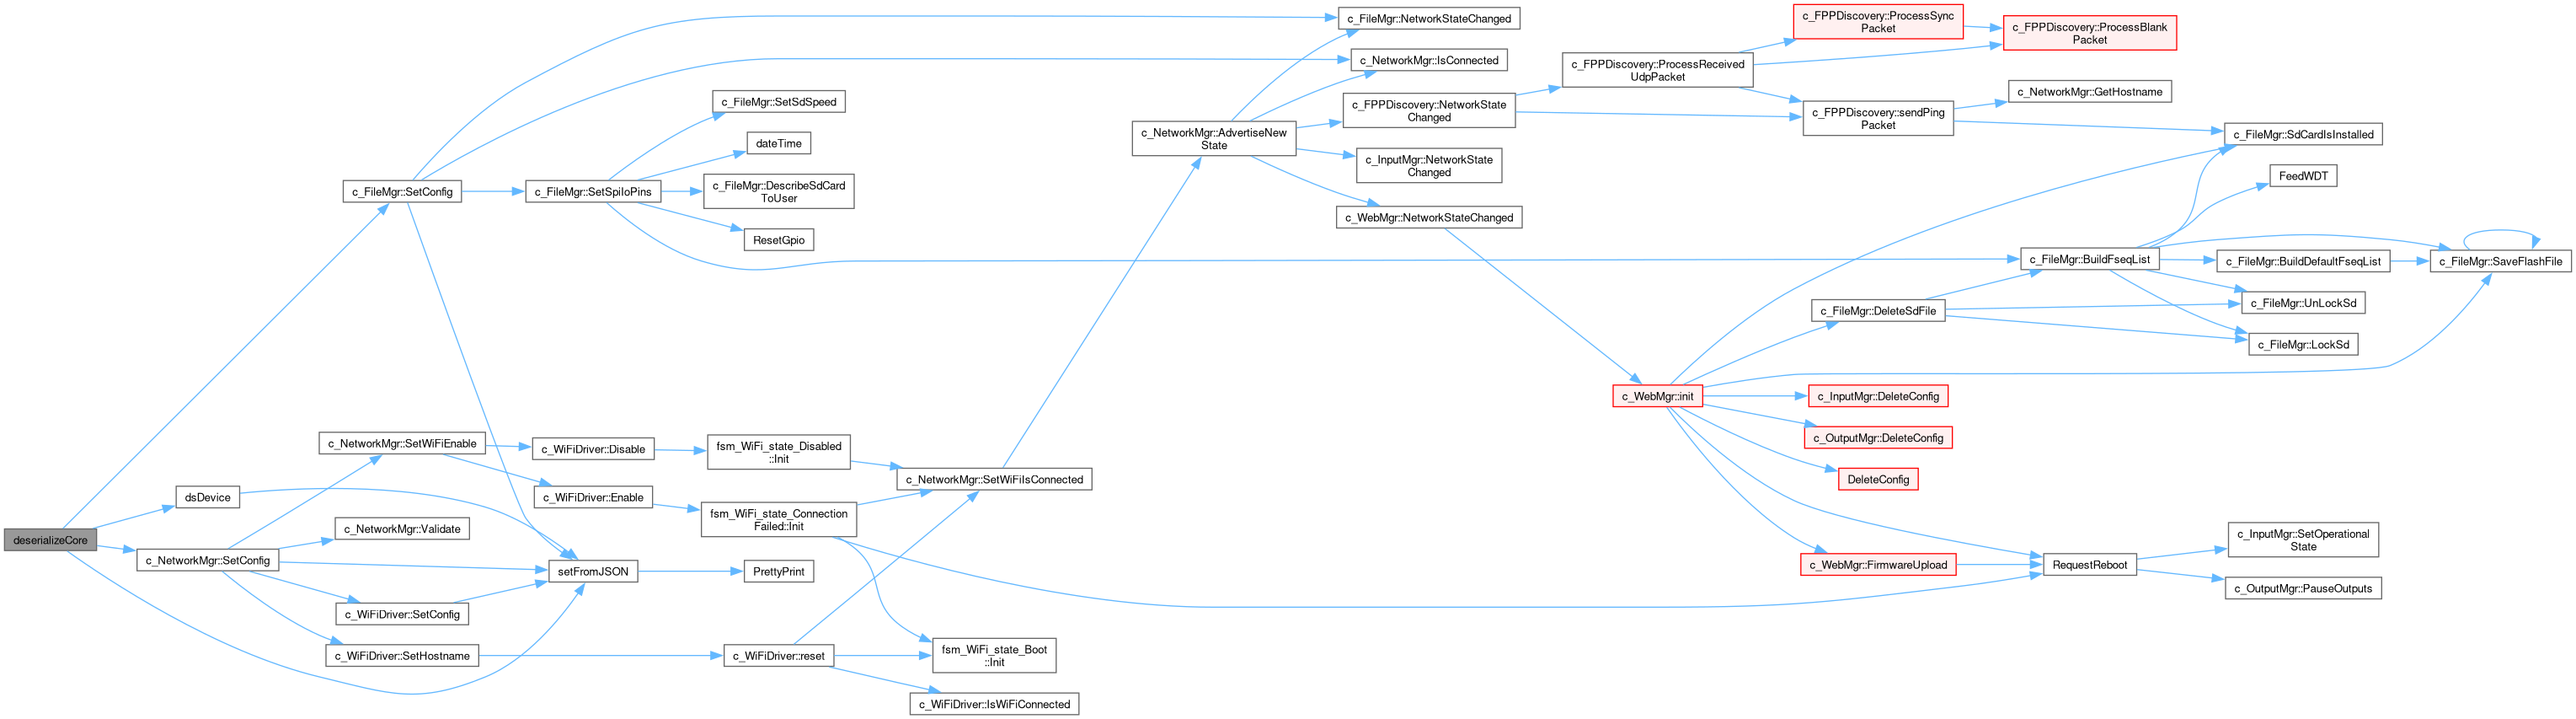 deserializeCore
c_FileMgr::SetConfig
dsDevice
c_NetworkMgr::SetConfig
c_NetworkMgr::SetWiFiEnable
c_NetworkMgr::Validate
c_WiFiDriver::SetConfig
c_WiFiDriver::SetHostname
c_FileMgr::SetSpiIoPins
c_WiFiDriver::Disable
c_WiFiDriver::Enable
setFromJSON
c_FileMgr::NetworkStateChanged
c_NetworkMgr::IsConnected
c_FileMgr::SetSdSpeed
dateTime
c_FileMgr::DescribeSdCard
ToUser
ResetGpio
fsm_WiFi_state_Disabled
::Init
fsm_WiFi_state_Connection
Failed::Init
PrettyPrint
c_WiFiDriver::reset
c_NetworkMgr::SetWiFiIsConnected
fsm_WiFi_state_Boot
::Init
c_WiFiDriver::IsWiFiConnected
c_NetworkMgr::AdvertiseNew
State
c_FPPDiscovery::NetworkState
Changed
c_InputMgr::NetworkState
Changed
c_WebMgr::NetworkStateChanged
c_FPPDiscovery::ProcessReceived
UdpPacket
c_WebMgr::init
c_FPPDiscovery::ProcessSync
Packet
c_FPPDiscovery::sendPing
Packet
c_FileMgr::DeleteSdFile
c_InputMgr::DeleteConfig
c_OutputMgr::DeleteConfig
DeleteConfig
c_WebMgr::FirmwareUpload
c_FPPDiscovery::ProcessBlank
Packet
c_NetworkMgr::GetHostname
c_FileMgr::BuildFseqList
RequestReboot
c_FileMgr::SdCardIsInstalled
FeedWDT
c_FileMgr::BuildDefaultFseqList
c_FileMgr::UnLockSd
c_FileMgr::LockSd
c_InputMgr::SetOperational
State
c_OutputMgr::PauseOutputs
c_FileMgr::SaveFlashFile